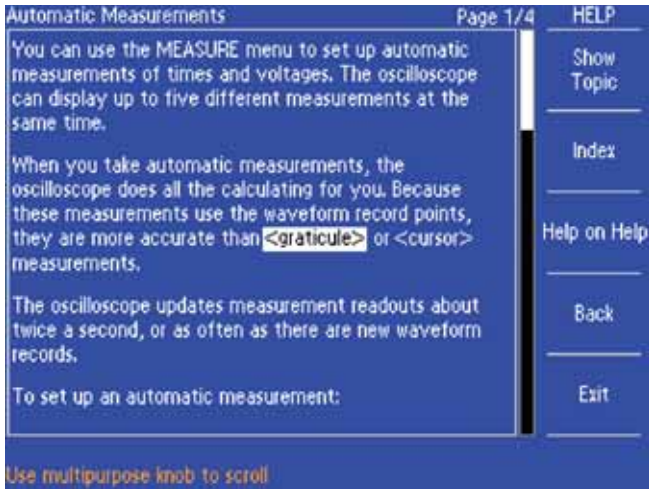 Automatic Measurements Page 1/4
You can use the MEASURE menu to set up automatic
measurements of times and voltages. The oscilloscope
can display up to five different measurements at the
same time.
When you take automatic measurements, the
oscilloscope does all the calculating for you. Because
these measurements use the waveform record points,
they are more accurate than <graticule> or <cursor>
measurements.
The oscilloscope updates measurement readouts about
twice a second, or as often as there are new waveform
records.
To set up an automatic measurement:
Use multipurpose knob to scroll
HELP
Show
Topic
Index
Help on Help
Back
Exit